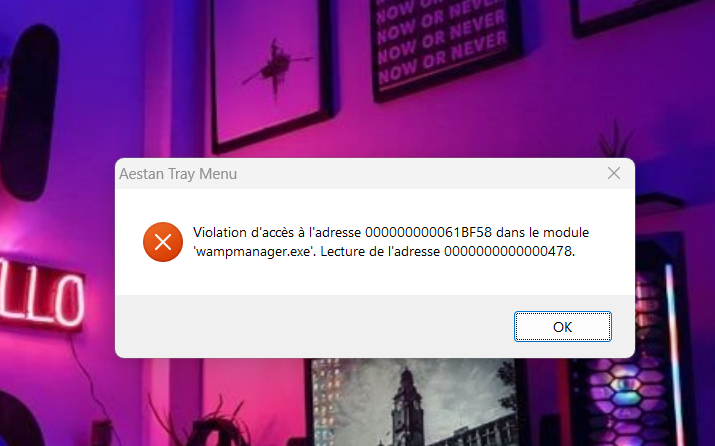 NOW OR NEVER
NOW OR NEVER
NOW OR NEVER
NOW OR NEVER
LLO
Aestan Tray Menu
Violation d'accès à l'adresse 000000000061BF58 dans le module
'wampmanager.exe'. Lecture de l'adresse 0000000000000478.
OK